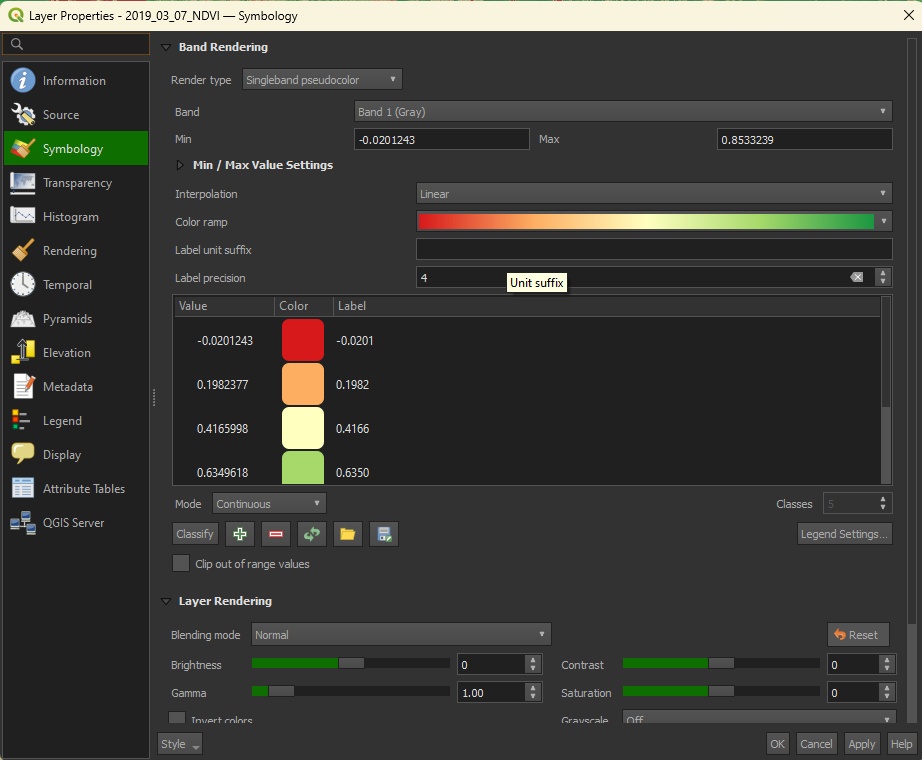 Layer Properties - 2019_03_07_NDVI — Symbology
Information
Source
Symbology
Transparency
Histogram
Rendering
Temporal
Pyramids
Elevation
Metadata
Legend
Display
Attribute Tables
QGIS Server
Band Rendering
Render type Singleband pseudocolor
Band Band 1 (Gray)
Min -0.0201243 Max 0.8533239
Min / Max Value Settings
Interpolation Linear
Color ramp
Label unit suffix
Label precision 4
Unit suffix
Value Color Label
-0.0201243 -0.0201
0.1982377 0.1982
0.4165998 0.4166
0.6349618 0.6350
Mode Continuous Classes 5
Classify Legend Settings...
Clip out of range values
Layer Rendering
Blending mode Normal Reset
Brightness 0 Contrast 0
Gamma 1.00 Saturation 0
Invert colors Grayscale Off
Style OK Cancel Apply Help